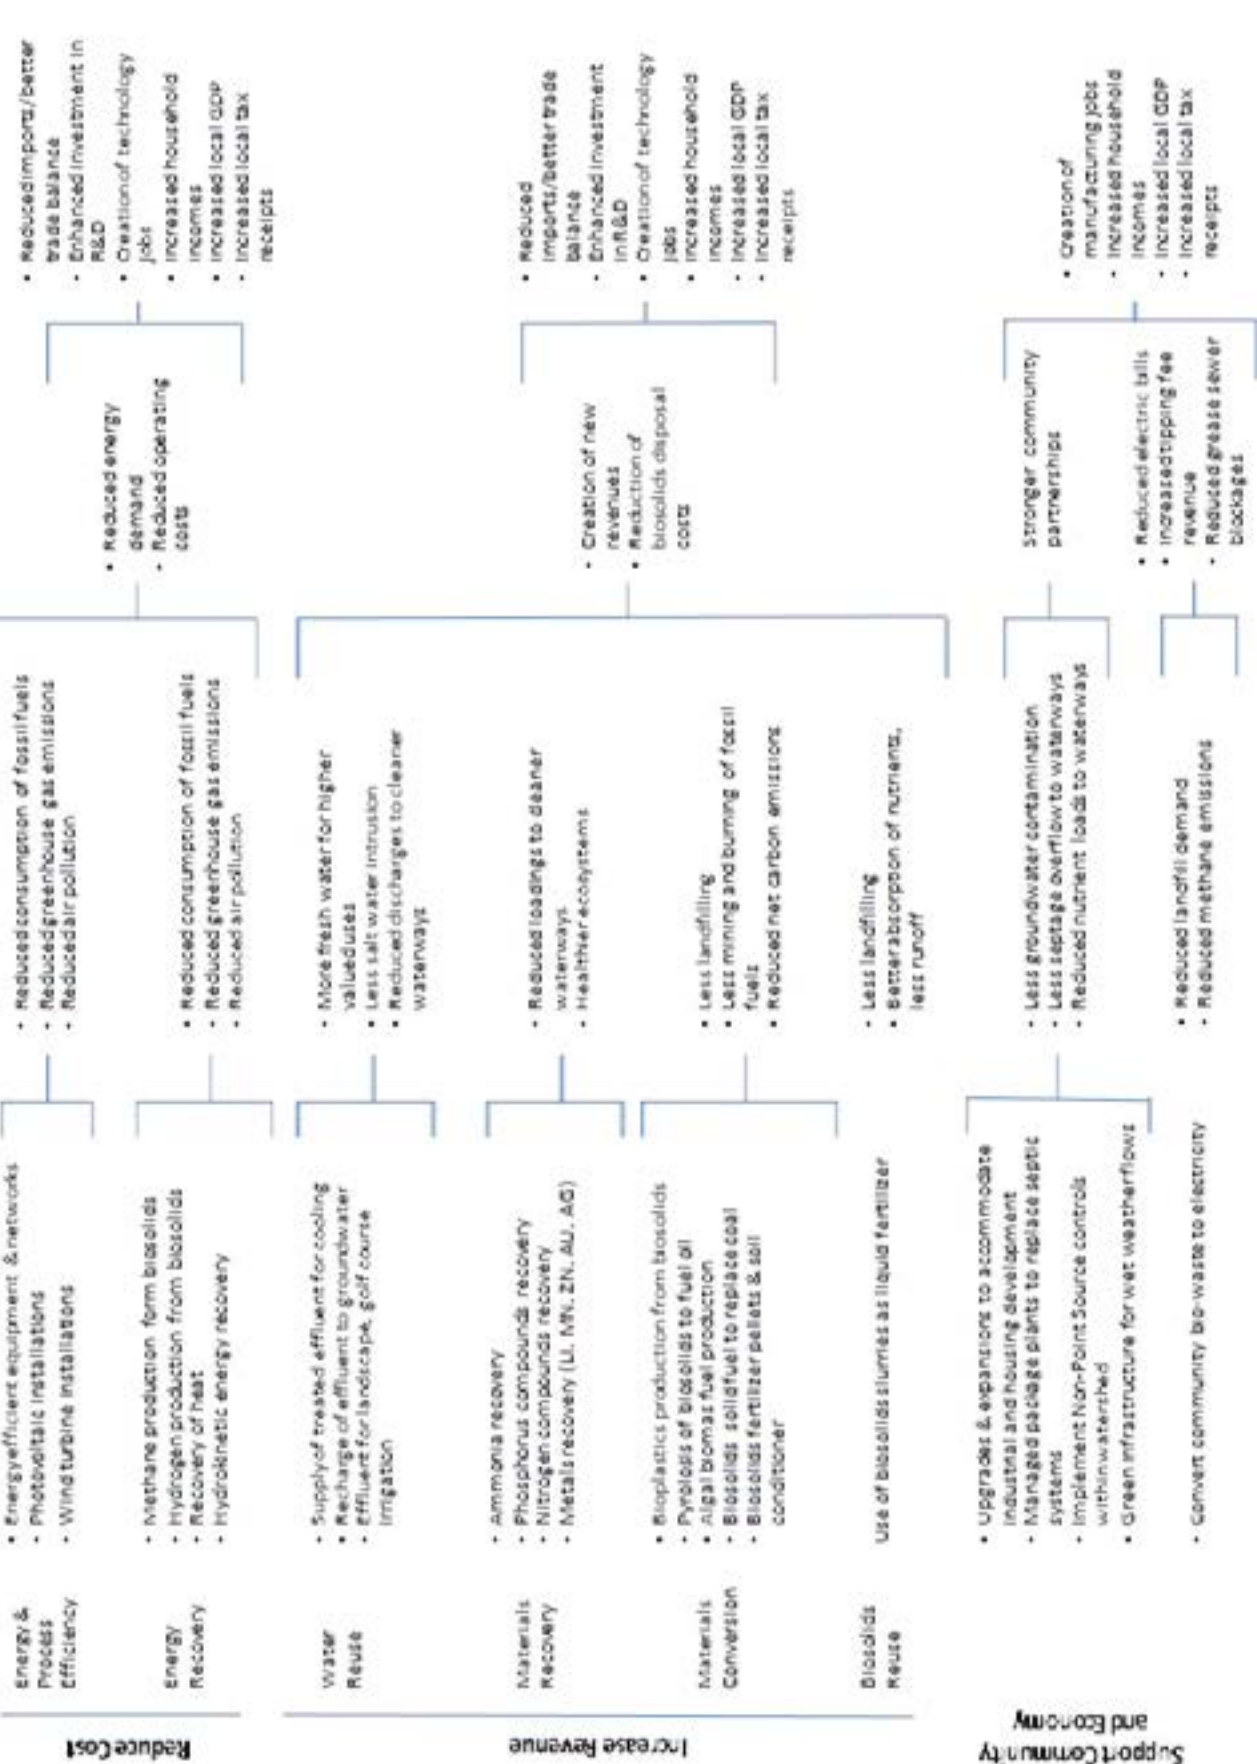 Reduce Cost
Energy &
Process
Efficiency
• Energy efficient equipment & networks
• Photovoltaic installations
• Wind turbine installations
• Reduced consumption of fossil fuels
• Reduced greenhouse gas emissions
• Reduced air pollution
Energy
Recovery
• Methane production form biosolids
• Hydrogen production from biosolids
• Recovery of heat
• Hydrokinetic energy recovery
• Reduced consumption of fossil fuels
• Reduced greenhouse gas emissions
• Reduced air pollution
• Reduced energy
demand
• Reduced operating
costs
• Reduced imports/better
trade balance
• Enhanced investment in
R&D
• Creation of technology
jobs
• Increased household
incomes
• Increased local GDP
• Increased local tax
receipts
Increase Revenue
Water
Reuse
• Supply of treated effluent for cooling
• Recharge of effluent to groundwater
• Effluent for landscape, golf course
irrigation
• More fresh water for higher
valued uses
• Less salt water intrusion
• Reduced discharges to cleaner
waterways
Materials
Recovery
• Ammonia recovery
• Phosphorus compounds recovery
• Nitrogen compounds recovery
• Metals recovery (LI, MN, ZN, AU, AG)
• Reduced loadings to cleaner
waterways
• Healthier ecosystems
Materials
Conversion
• Bioplastics production from biosolids
• Pyrolosis of biosolids to fuel oil
• Algal biomas fuel production
• Biosolids solid fuel to replace coal
• Biosolids fertilizer pellets & soil
conditioner
• Less landfilling
• Less mining and burning of fossil
fuels
• Reduced net carbon emissions
Biosolids
Reuse
Use of biosolids slurries as liquid fertilizer
• Less landfilling
• Better absorption of nutrients,
less runoff
• Creation of new
revenues
• Reduction of
biosolids disposal
costs
• Reduced
imports/better trade
balance
• Enhanced investment
in R&D
• Creation of technology
jobs
• Increased household
incomes
• Increased local GDP
• Increased local tax
receipts
Support Community
and Economy
• Upgrades & expansions to accommodate
industrial and housing development
• Managed package plants to replace septic
systems
• Implement Non-Point Source controls
within watershed
• Green infrastructure for wet weather flows
• Less groundwater contamination
• Less septage overflow to waterways
• Reduced nutrient loads to waterways
Stronger community
partnerships
• Convert community bio-waste to electricity
• Reduced landfill demand
• Reduced methane emissions
• Reduced electric bills
• Increased tipping fee
revenue
• Reduced grease sewer
blockages
• Creation of
manufacturing jobs
• Increased household
incomes
• Increased local GDP
• Increased local tax
receipts